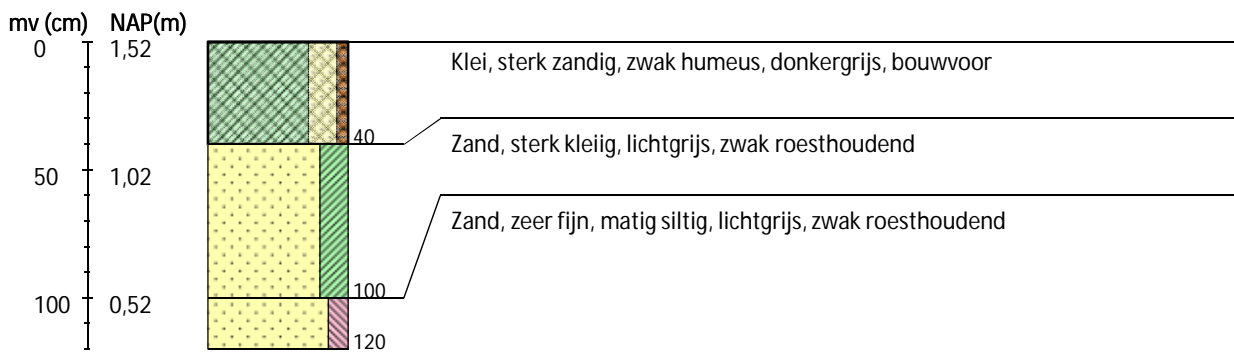 mv (cm) NAP(m)
0 1,52
Klei, sterk zandig, zwak humeus, donkergrijs, bouwvoor
40
Zand, sterk kleiig, lichtgrijs, zwak roesthoudend
50 1,02
Zand, zeer fijn, matig siltig, lichtgrijs, zwak roesthoudend
100
100 0,52
120